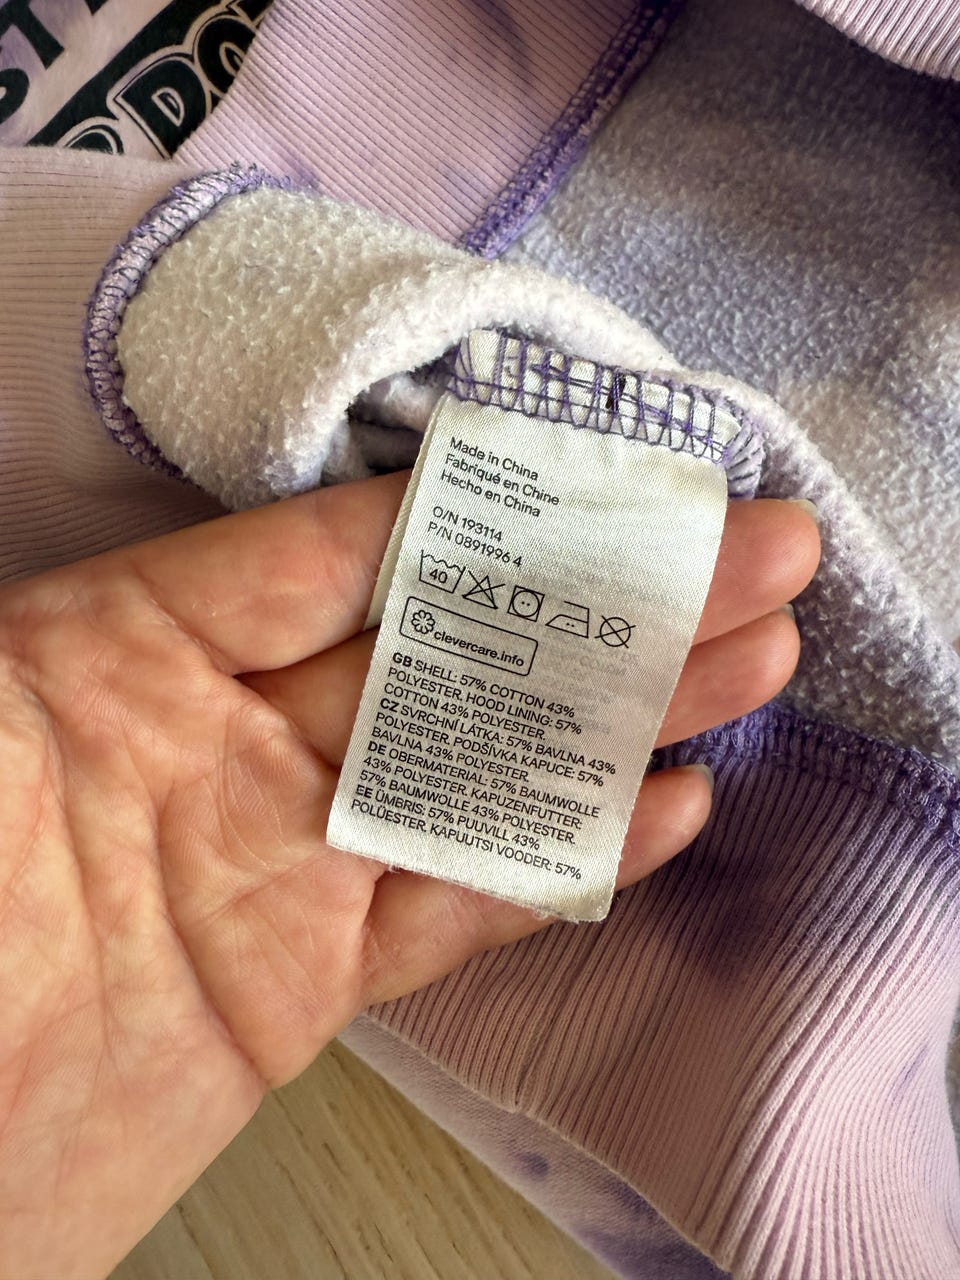 ST
ST
D DO
Made in China
Fabriqué en Chine
Hecho en China
O/N 193114
P/N 0891996 4
40
clevercare.info
GB SHELL: 57% COTTON 43%
POLYESTER. HOOD LINING: 57%
COTTON 43% POLYESTER.
CZ SVRCHNÍ LÁTKA: 57% BAVLNA 43%
POLYESTER. PODŠÍVKA KAPUCE: 57%
BAVLNA 43% POLYESTER.
DE OBERMATERIAL: 57% BAUMWOLLE
43% POLYESTER. KAPUZENFUTTER:
57% BAUMWOLLE 43% POLYESTER.
EE ÜMBRIS: 57% PUUVILL 43%
POLÜESTER. KAPUUTSI VOODER: 57%